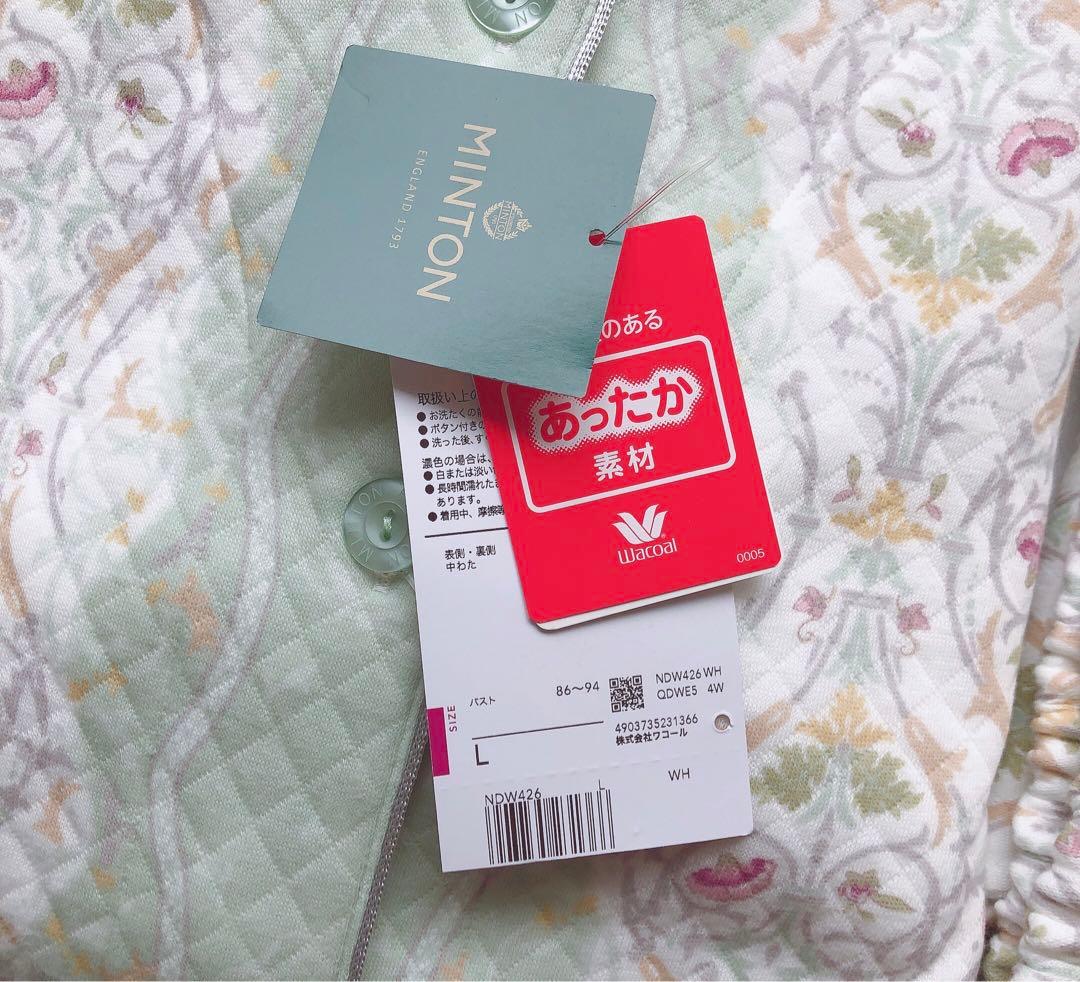 MINTON
ENGLAND 1793
MINTON
のある
あったか
素材
Wacoal
0005
取扱い上の
● お洗たくの
● ボタン付きの
● 洗った後、す
濃色の場合は、
● 白または淡い
● 長時間濡れた
あります。
● 着用中、摩擦
表側・裏側
中わた
SIZE
バスト 86〜94
L
NDW426 WH
QDWE5 4W
4903735231366
株式会社ワコール
WH
NDW426 L
MINTON